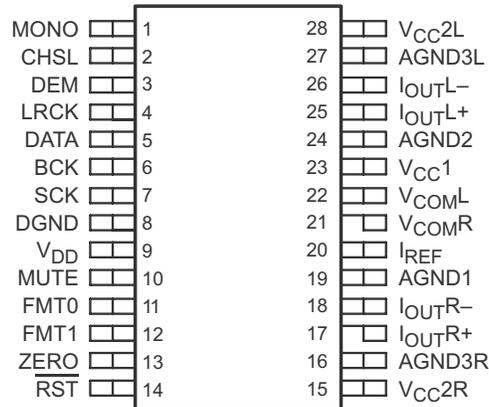 MONO 1 28 VCC2L
CHSL 2 27 AGND3L
DEM 3 26 IOUTL–
LRCK 4 25 IOUTL+
DATA 5 24 AGND2
BCK 6 23 VCC1
SCK 7 22 VCOML
DGND 8 21 VCOMR
VDD 9 20 IREF
MUTE 10 19 AGND1
FMT0 11 18 IOUTR–
FMT1 12 17 IOUTR+
ZERO 13 16 AGND3R
RST 14 15 VCC2R